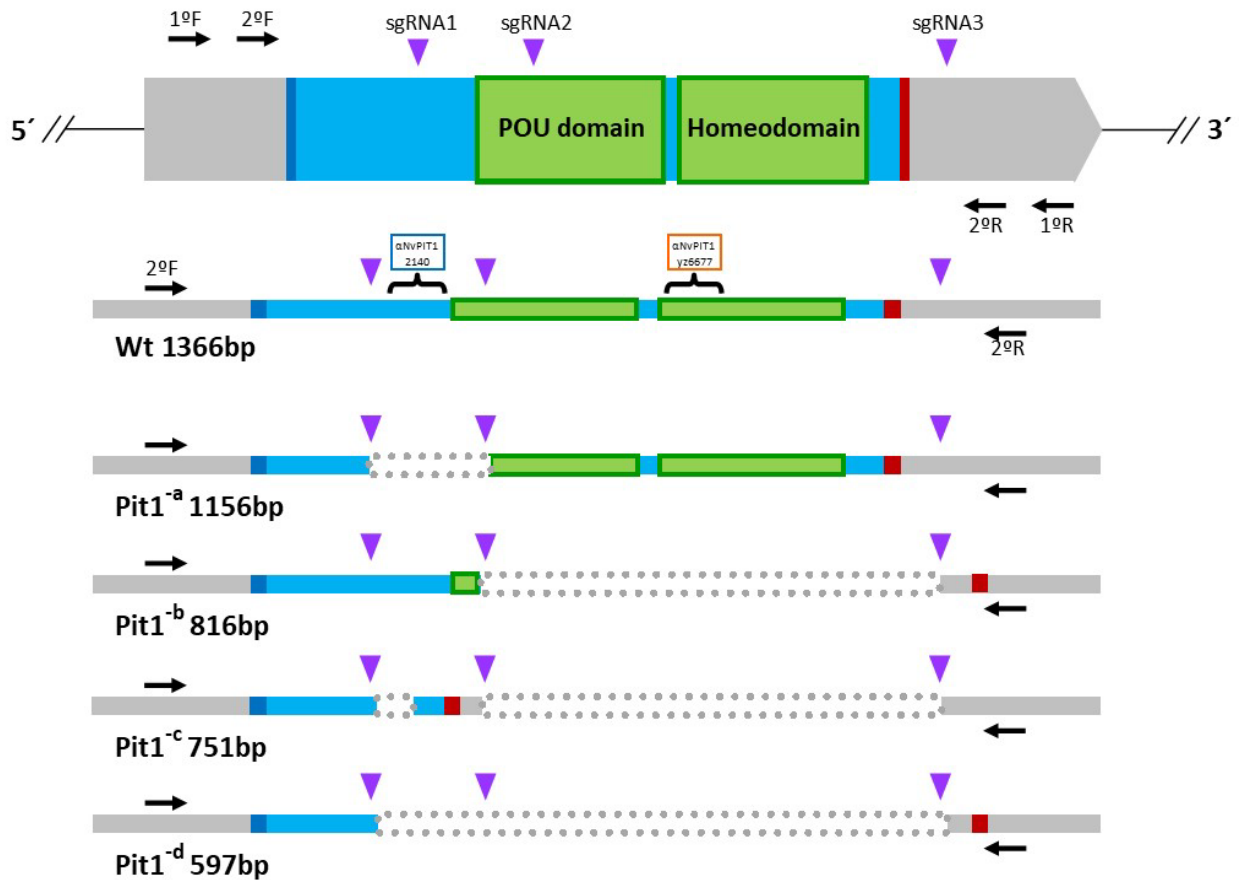 1ºF 2ºF sgRNA1 sgRNA2 sgRNA3
5´ // POU domain Homeodomain // 3´
2ºR 1ºR
αNvPIT1
2140
αNvPIT1
yz6677
2ºF
Wt 1366bp
2ºR
Pit1-a 1156bp
Pit1-b 816bp
Pit1-c 751bp
Pit1-d 597bp